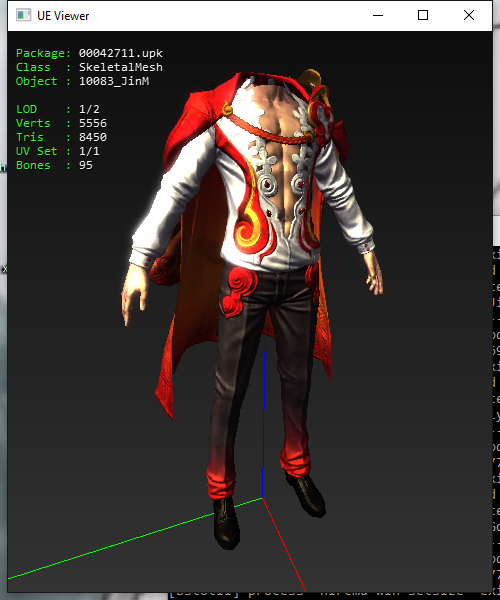 UE Viewer
Package: 00042711.upk
Class : SkeletalMesh
Object : 10083_JinM
LOD : 1/2
Verts : 5556
Tris : 8450
UV Set : 1/1
Bones : 95